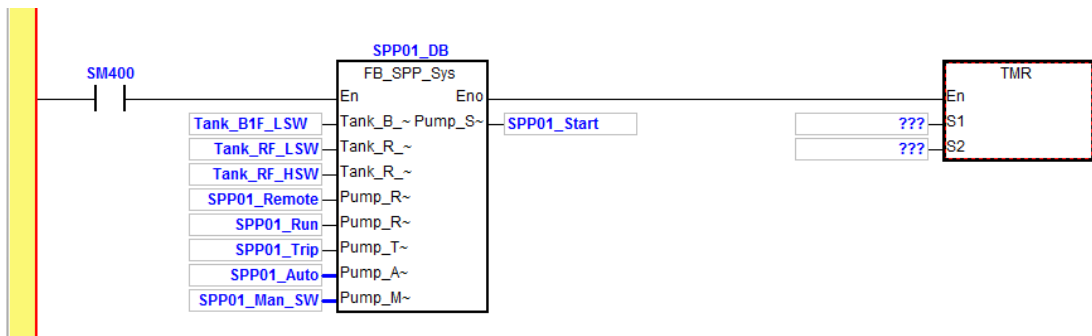 SPP01_DB
SM400
FB_SPP_Sys
TMR
En Eno
En
Tank_B1F_LSW Tank_B_~ Pump_S~ SPP01_Start
??? S1
Tank_RF_LSW Tank_R_~
??? S2
Tank_RF_HSW Tank_R_~
SPP01_Remote Pump_R~
SPP01_Run Pump_R~
SPP01_Trip Pump_T~
SPP01_Auto Pump_A~
SPP01_Man_SW Pump_M~